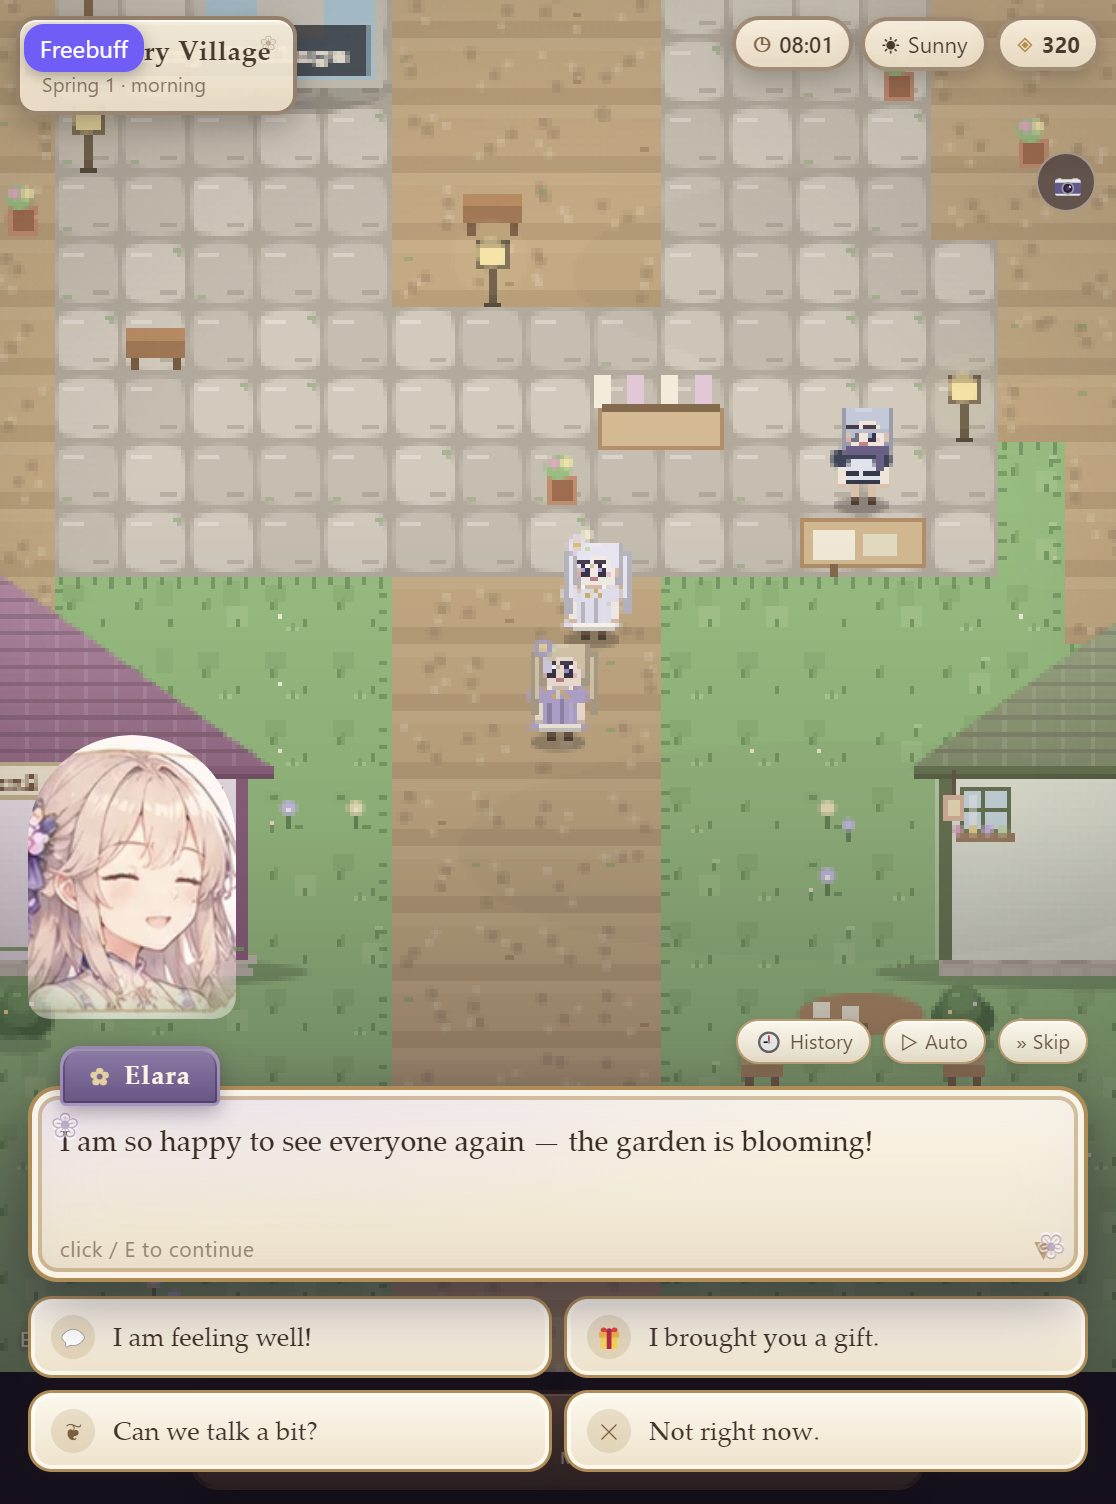 Freebuff
ry Village
Spring 1 · morning
08:01
Sunny
320
History
Auto
» Skip
Elara
I am so happy to see everyone again — the garden is blooming!
click / E to continue
I am feeling well!
I brought you a gift.
Can we talk a bit?
Not right now.